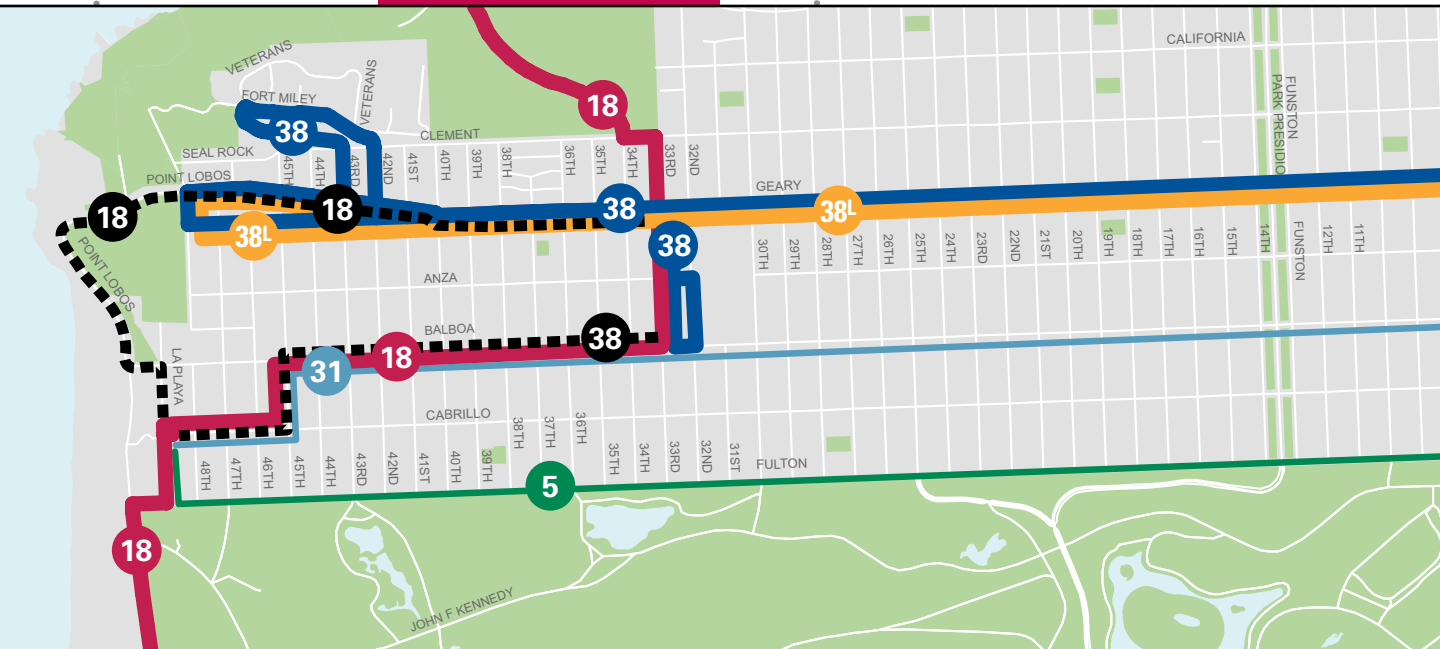 CALIFORNIA
VETERANS
VETERANS
FUNSTON
PARK PRESIDIO
FORT MILEY
18
38
CLEMENT
SEAL ROCK
45TH
44TH
43RD
42ND
41ST
40TH
39TH
38TH
36TH
35TH
34TH
33RD
32ND
POINT LOBOS
GEARY
18
18
38
38L
38L
38
POINT LOBOS
30TH
29TH
28TH
27TH
26TH
25TH
24TH
23RD
22ND
21ST
20TH
19TH
18TH
17TH
16TH
15TH
14TH
FUNSTON
12TH
11TH
ANZA
BALBOA
38
18
31
LA PLAYA
CABRILLO
38TH
37TH
36TH
48TH
47TH
46TH
45TH
44TH
43RD
42ND
41ST
40TH
39TH
35TH
34TH
33RD
32ND
31ST
FULTON
5
18
JOHN F KENNEDY